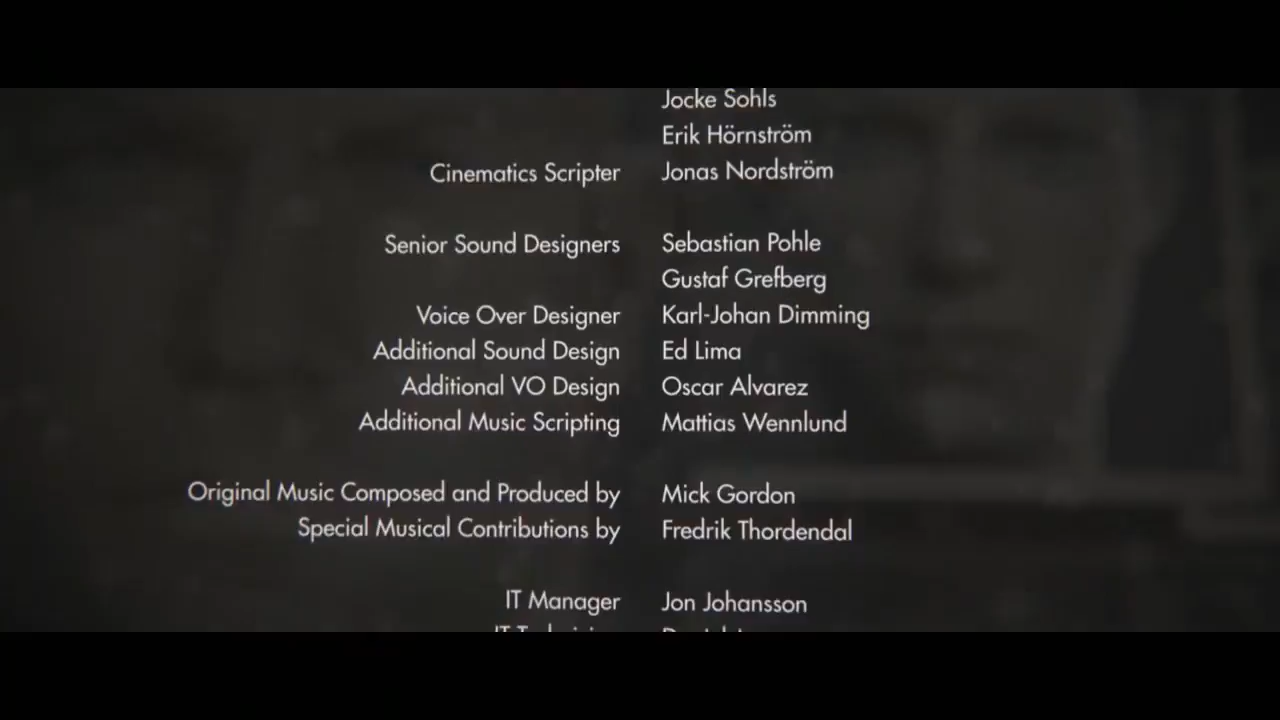 Jocke Sohls
Erik Hörnström
Cinematics Scripter Jonas Nordström
Senior Sound Designers Sebastian Pohle
Gustaf Grefberg
Voice Over Designer Karl-Johan Dimming
Additional Sound Design Ed Lima
Additional VO Design Oscar Alvarez
Additional Music Scripting Mattias Wennlund
Original Music Composed and Produced by Mick Gordon
Special Musical Contributions by Fredrik Thordendal
IT Manager Jon Johansson
IT